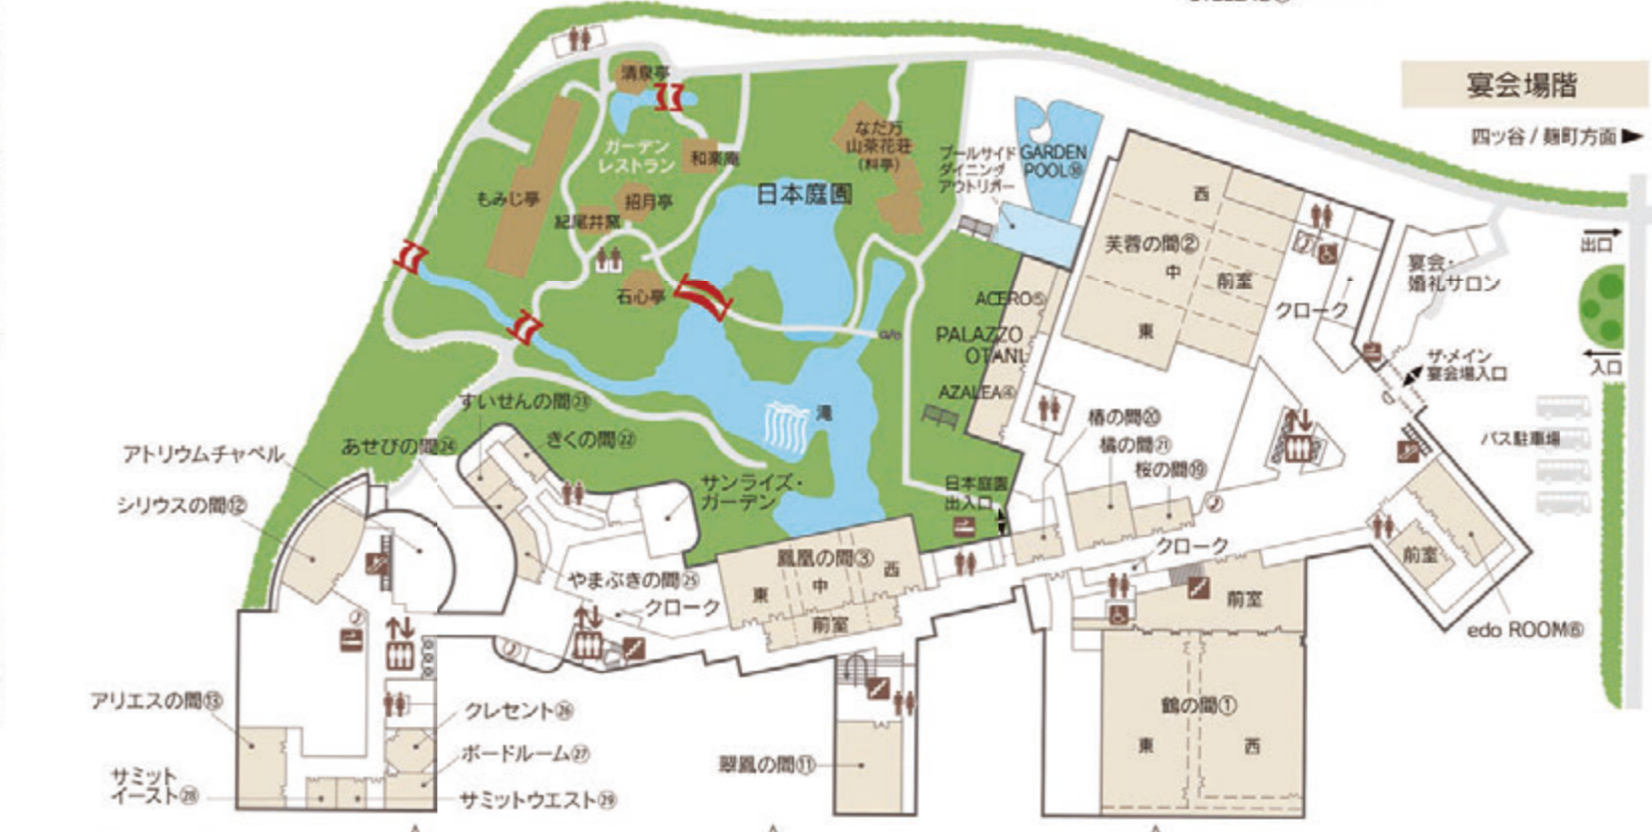 宴会場階
四ッ谷 / 麹町方面
清泉亭
ガーデン
レストラン
和楽庵
なだ万
山茶花荘
(料亭)
プールサイド
ダイニング
アウトリガー
GARDEN
POOL㉚
もみじ亭
招月亭
紀尾井窯
日本庭園
石心亭
西
芙蓉の間②
中
前室
東
クローク
宴会・
婚礼サロン
出口
入口
ザ・メイン
宴会場入口
バス駐車場
ACERO⑤
PALAZZO
OTANI
AZALEA④
滝
サンライズ・
ガーデン
日本庭園
出入口
椿の間⑳
橘の間㉑
桜の間⑲
すいせんの間㉓
あせびの間㉔
きくの間㉒
アトリウムチャペル
シリウスの間⑫
やまぶきの間㉕
クローク
鳳凰の間③
東
中
西
前室
クローク
前室
前室
edo ROOM⑥
アリエスの間⑬
クレセント㉖
ボードルーム㉗
サミット
イースト㉘
サミットウエスト㉙
翠鳳の間⑪
鶴の間①
東
西